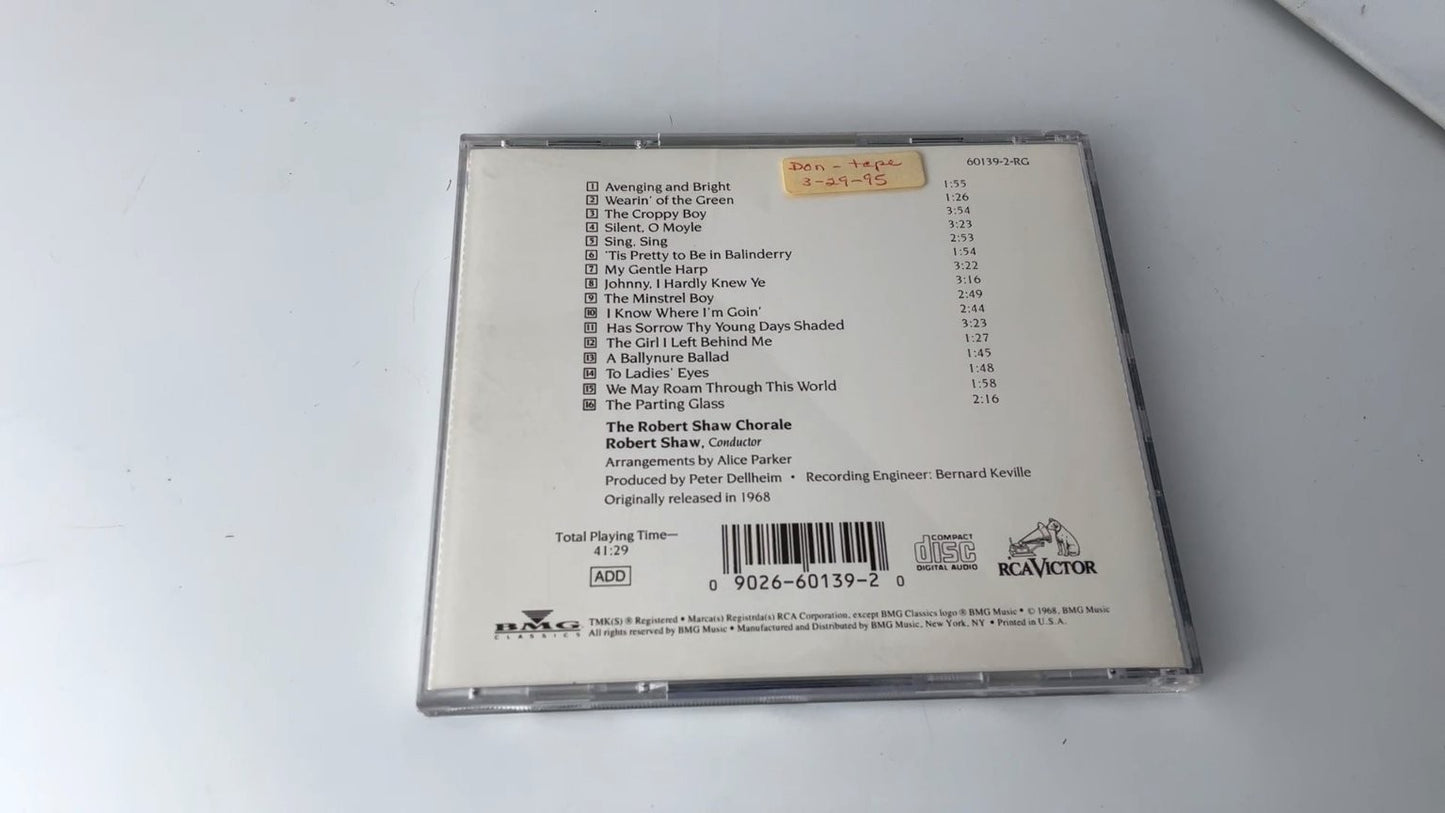 Don - tape
3-29-95
60139-2-RG
1 Avenging and Bright 1:55
2 Wearin' of the Green 1:26
3 The Croppy Boy 3:54
4 Silent, O Moyle 3:23
5 Sing, Sing 2:53
6 'Tis Pretty to Be in Balinderry 1:54
7 My Gentle Harp 3:22
8 Johnny, I Hardly Knew Ye 3:16
9 The Minstrel Boy 2:49
10 I Know Where I'm Goin' 2:44
11 Has Sorrow Thy Young Days Shaded 3:23
12 The Girl I Left Behind Me 1:27
13 A Ballynure Ballad 1:45
14 To Ladies' Eyes 1:48
15 We May Roam Through This World 1:58
16 The Parting Glass 2:16
The Robert Shaw Chorale
Robert Shaw, Conductor
Arrangements by Alice Parker
Produced by Peter Dellheim • Recording Engineer: Bernard Keville
Originally released in 1968
Total Playing Time—
41:29
ADD
0 9026-60139-2 0
COMPACT
disc
DIGITAL AUDIO
RCA VICTOR
BMG
CLASSICS
TMK(S) ® Registered • Marca(s) Registrda(s) RCA Corporation, except BMG Classics logo ® BMG Music • © 1968, BMG Music
All rights reserved by BMG Music • Manufactured and Distributed by BMG Music, New York, NY • Printed in U.S.A.